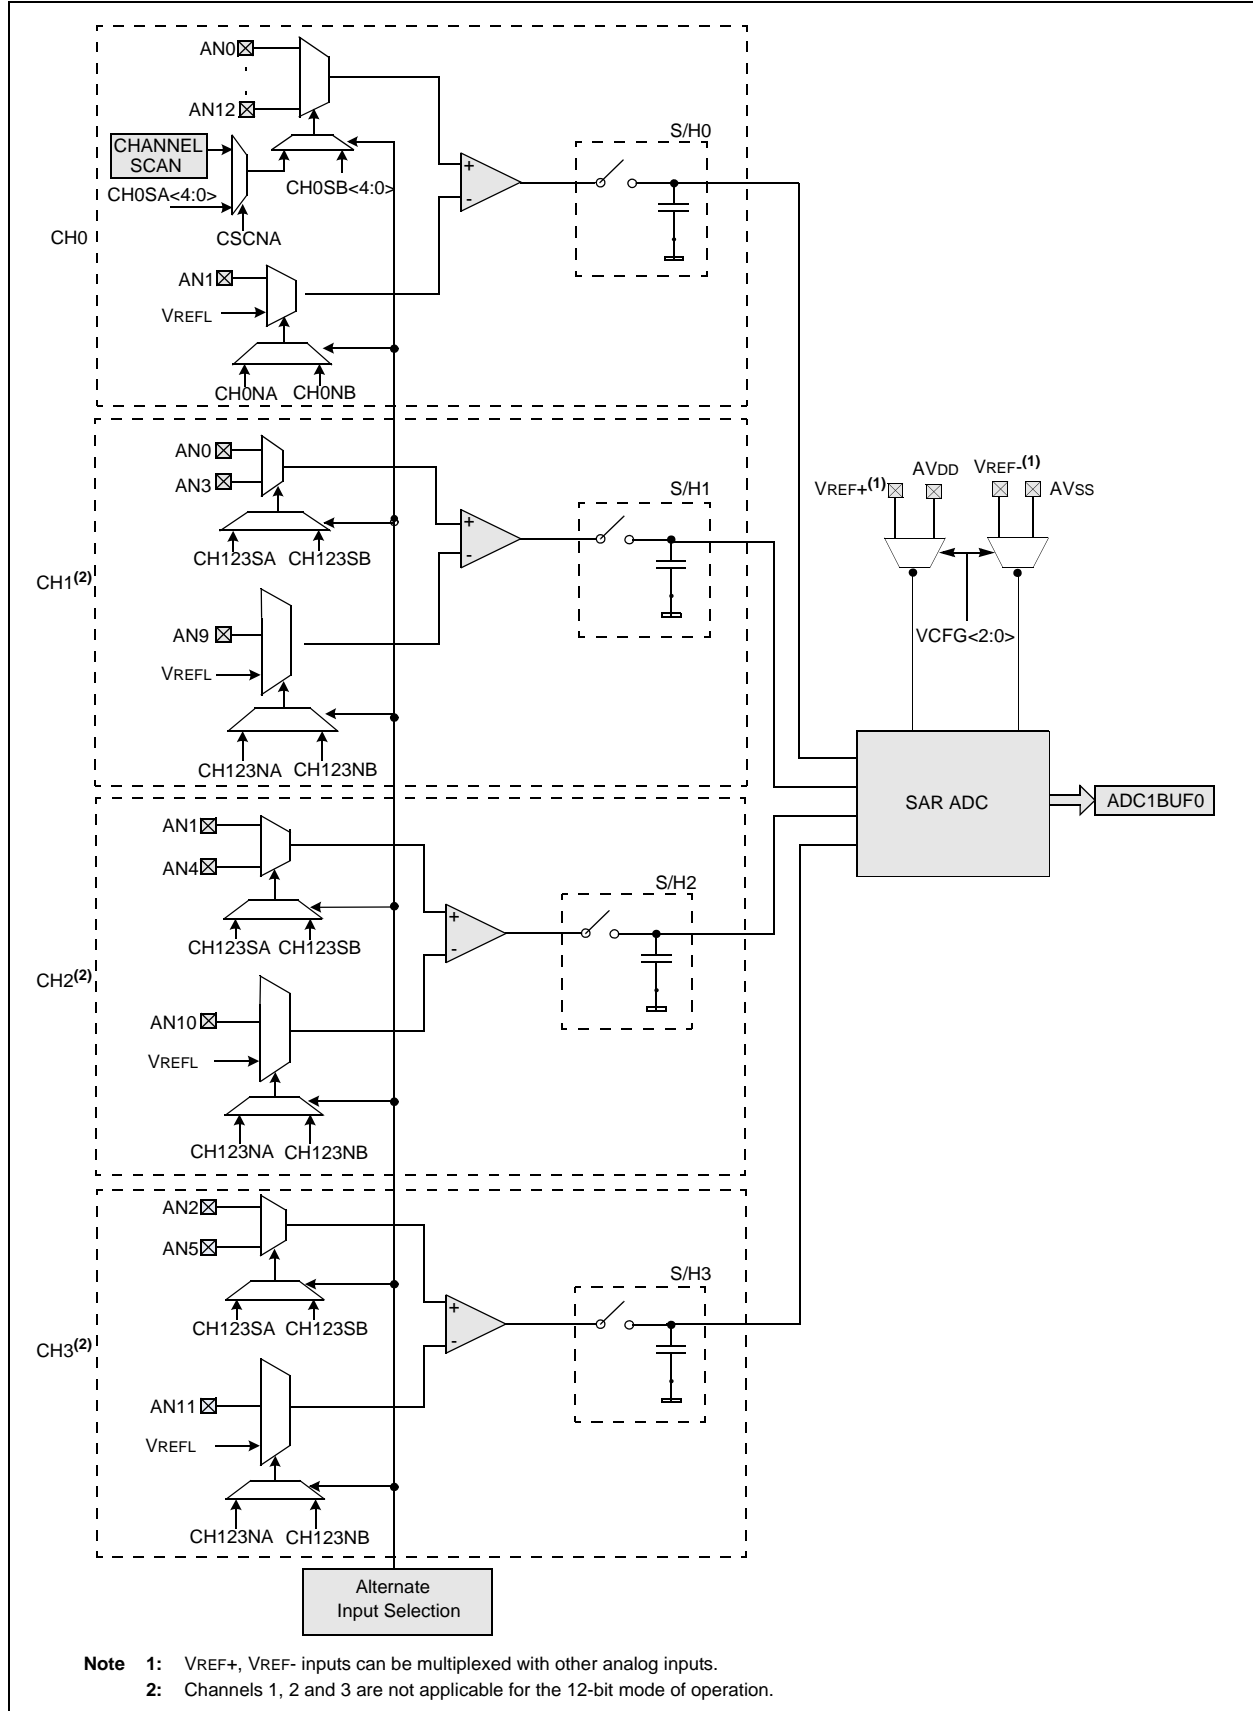 AN0
AN12
CHANNEL
SCAN
CH0SA<4:0>
CH0SB<4:0>
CSCNA
CH0
AN1
VREFL
CH0NA CH0NB
+
-
S/H0
AN0
AN3
CH123SA CH123SB
CH1(2)
AN9
VREFL
CH123NA CH123NB
+
-
S/H1
VREF+(1)
AVDD
VREF-(1)
AVSS
VCFG<2:0>
SAR ADC
ADC1BUF0
AN1
AN4
CH123SA CH123SB
CH2(2)
AN10
VREFL
CH123NA CH123NB
+
-
S/H2
AN2
AN5
CH123SA CH123SB
CH3(2)
AN11
VREFL
CH123NA CH123NB
+
-
S/H3
Alternate
Input Selection
Note 1: VREF+, VREF- inputs can be multiplexed with other analog inputs.
2: Channels 1, 2 and 3 are not applicable for the 12-bit mode of operation.